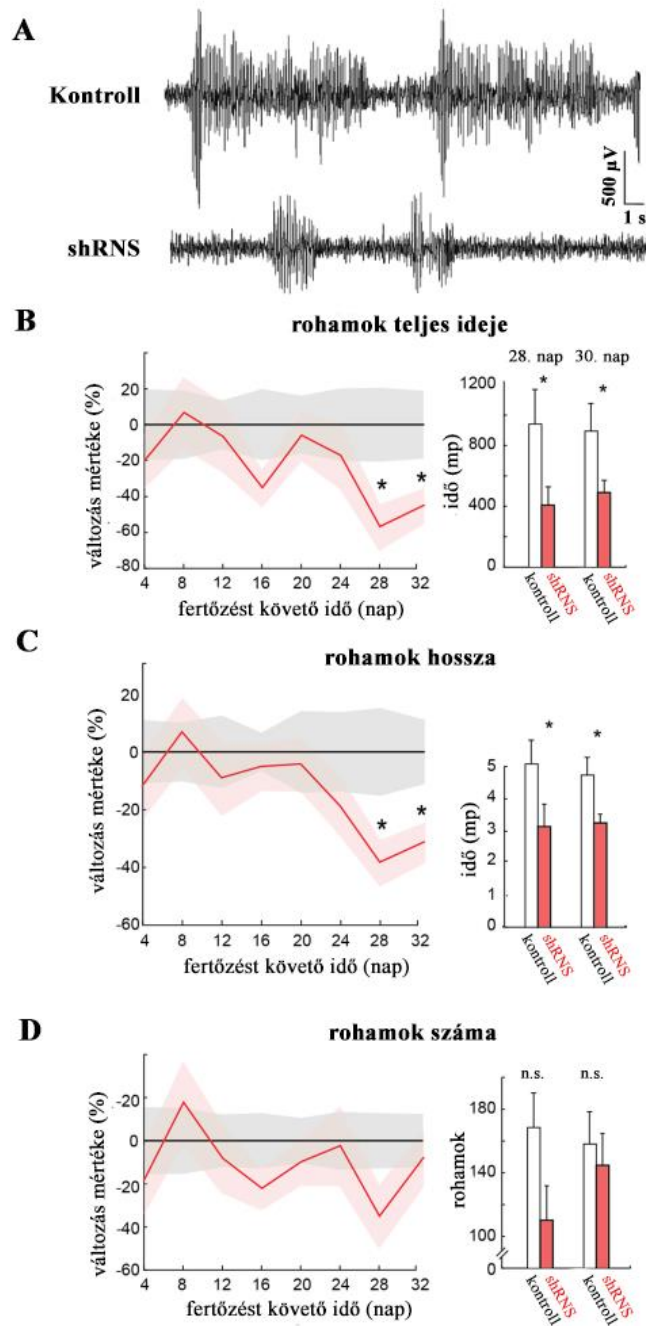 A
Kontroll
500 µV
1 s
shRNS
B
rohamok teljes ideje
változás mértéke (%)
20
0
-20
-40
-60
-80
4 8 12 16 20 24 28 32
* *
fertőzést követő idő (nap)
28. nap 30. nap
* *
idő (mp)
1200
800
400
0
kontroll
shRNS
kontroll
shRNS
C
rohamok hossza
változás mértéke (%)
20
0
-20
-40
-60
4 8 12 16 20 24 28 32
* *
fertőzést követő idő (nap)
* *
idő (mp)
5
4
3
2
0
kontroll
shRNS
kontroll
shRNS
D
rohamok száma
változás mértéke (%)
-20
0
-20
-40
-60
4 8 12 16 20 24 28 32
fertőzést követő idő (nap)
n.s. n.s.
rohamok
160
140
100
0
kontroll
shRNS
kontroll
shRNS